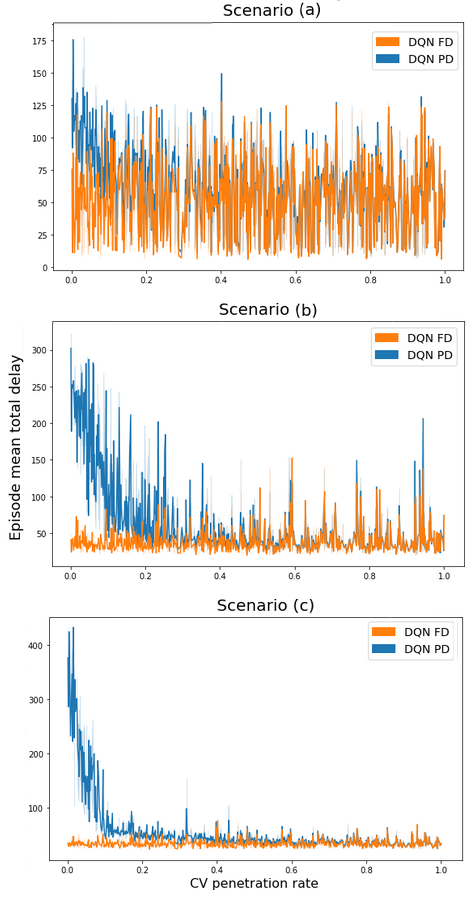 Scenario (a)
DQN FD
DQN PD
175
150
125
100
75
50
25
0
0.0 0.2 0.4 0.6 0.8 1.0
Scenario (b)
DQN FD
DQN PD
Episode mean total delay
300
250
200
150
100
50
0.0 0.2 0.4 0.6 0.8 1.0
Scenario (c)
DQN FD
DQN PD
400
300
200
100
0.0 0.2 0.4 0.6 0.8 1.0
CV penetration rate